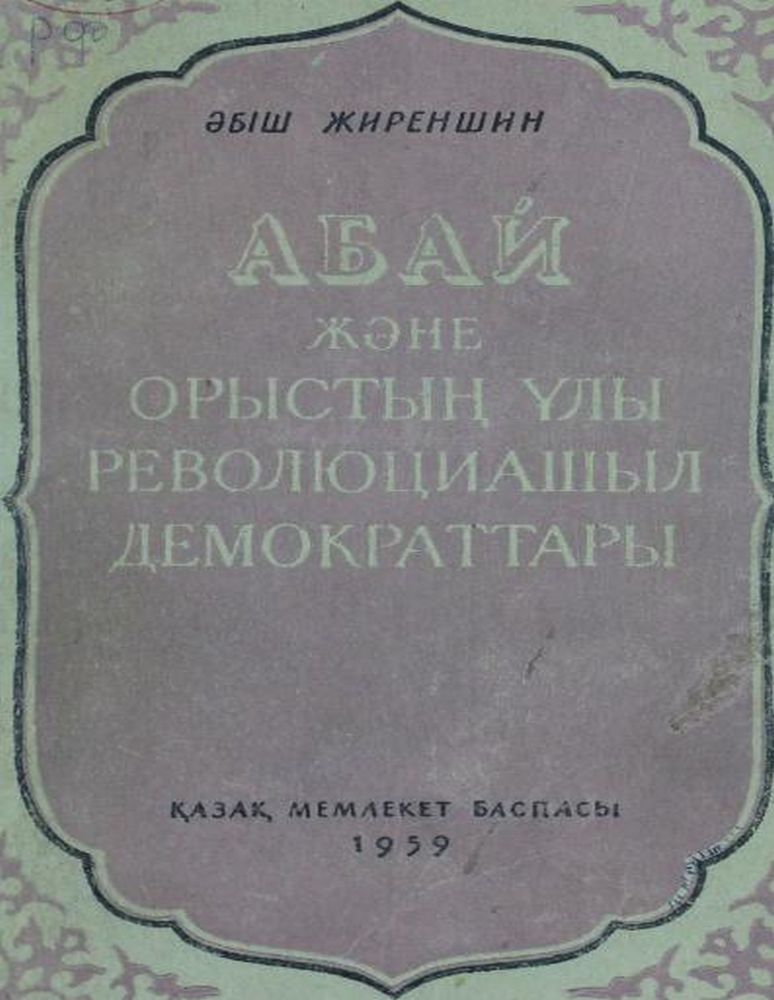 ӘБІШ ЖИРЕНШИН
АБАЙ
ЖӘНЕ
ОРЫСТЫҢ ҰЛЫ
РЕВОЛЮЦИАШЫЛ
ДЕМОКРАТТАРЫ
ҚАЗАҚ МЕМЛЕКЕТ БАСПАСЫ
1959